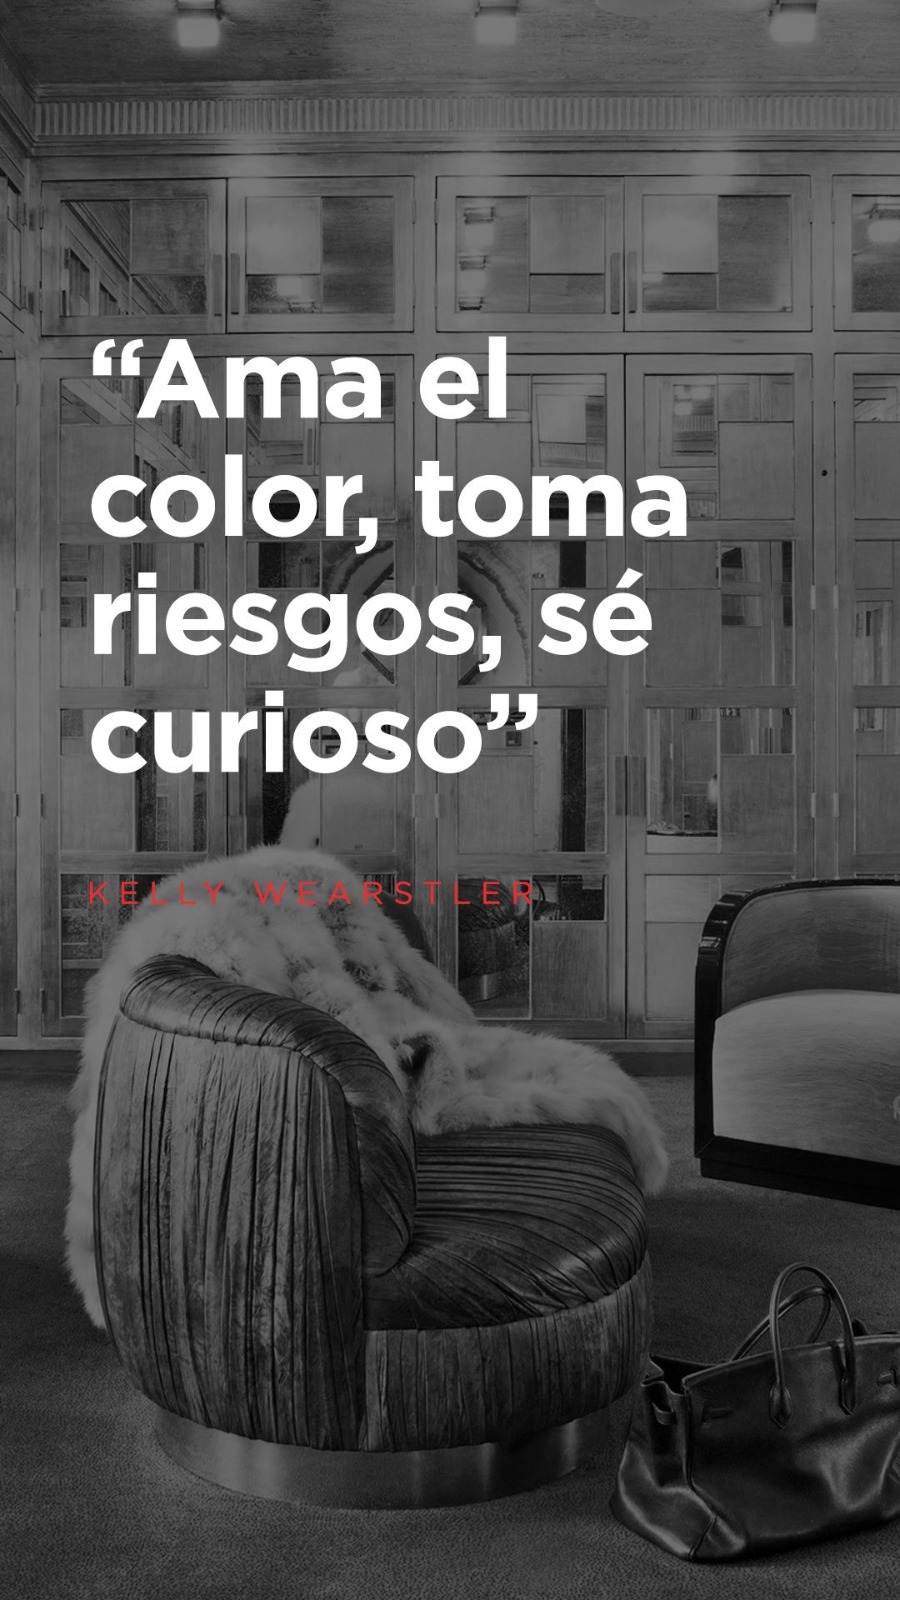 “Ama el
color, toma
riesgos, sé
curioso”
KELLY WEARSTLER